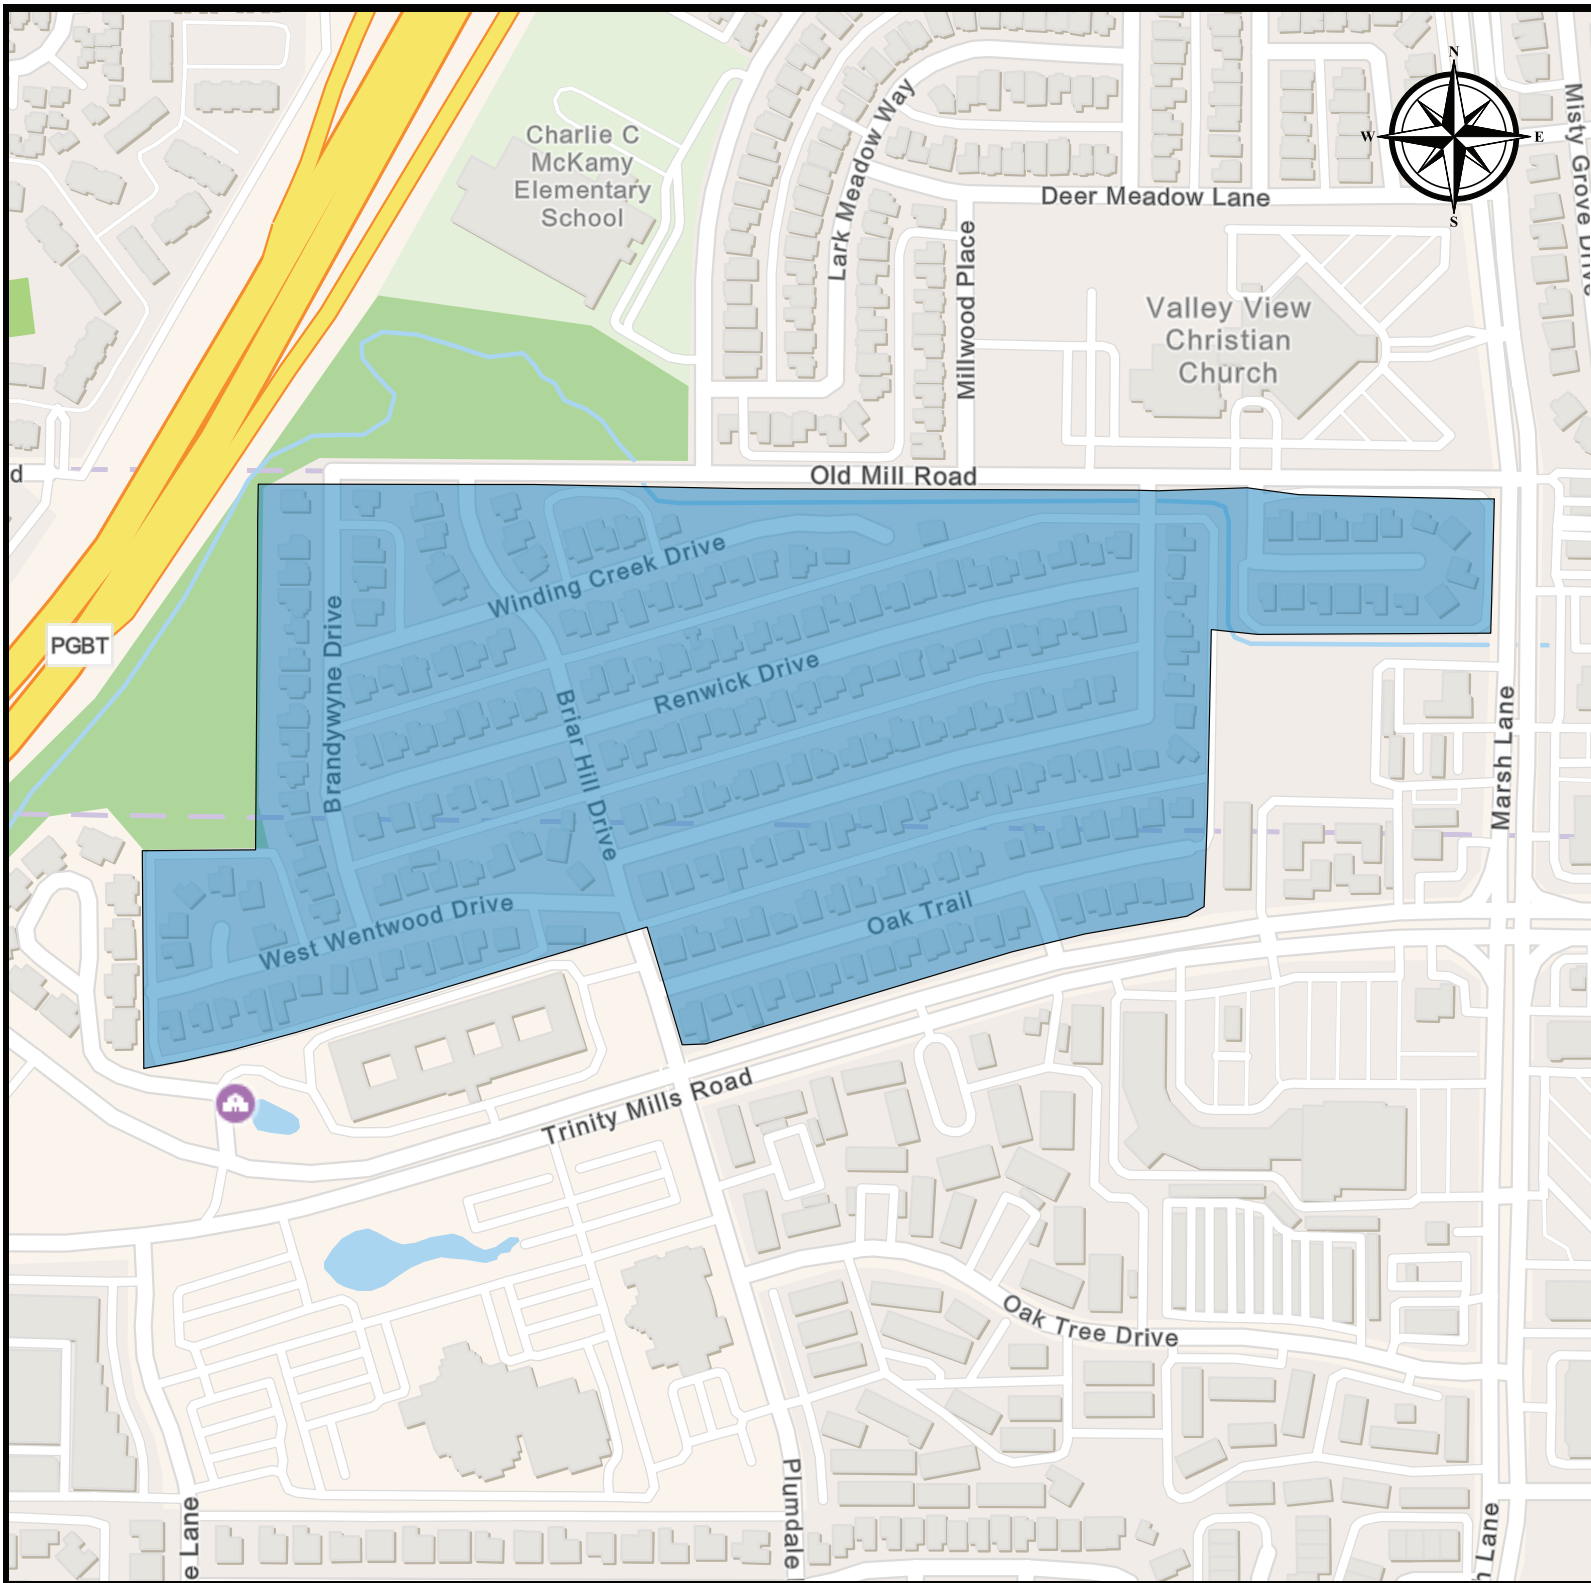 Charlie C
McKamy
Elementary
School
Lark Meadow Way
Deer Meadow Lane
Misty Grove Drive
N
W
E
S
Millwood Place
Valley View
Christian
Church
d
Old Mill Road
Winding Creek Drive
Brandywyne Drive
PGBT
Renwick Drive
Briar Hill Drive
Marsh Lane
West Wentwood Drive
Oak Trail
Trinity Mills Road
Oak Tree Drive
Plumdale
e Lane
h Lane